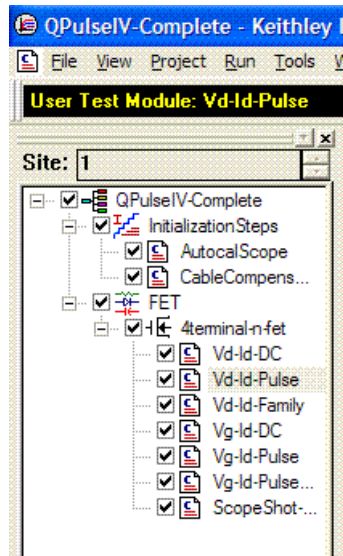 QPulseIV-Complete - Keithley
File View Project Run Tools
User Test Module: Vd-Id-Pulse
Site: 1
QPulseIV-Complete
InitializationSteps
AutocalScope
CableCompens...
FET
4terminal-n-fet
Vd-Id-DC
Vd-Id-Pulse
Vd-Id-Family
Vg-Id-DC
Vg-Id-Pulse
Vg-Id-Pulse...
ScopeShot-...